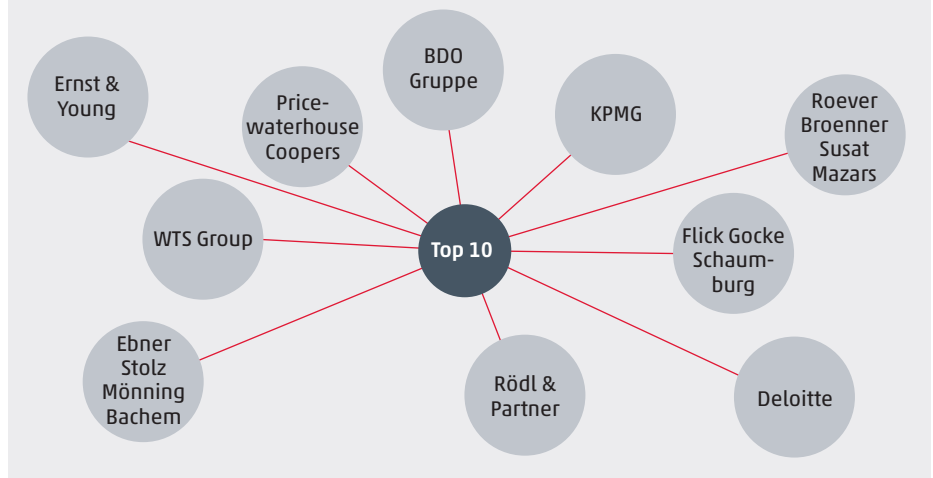 Ernst &
Young
Price-
waterhouse
Coopers
BDO
Gruppe
KPMG
Roever
Broenner
Susat
Mazars
WTS Group
Top 10
Flick Gocke
Schaum-
burg
Ebner
Stolz
Mönning
Bachem
Rödl &
Partner
Deloitte